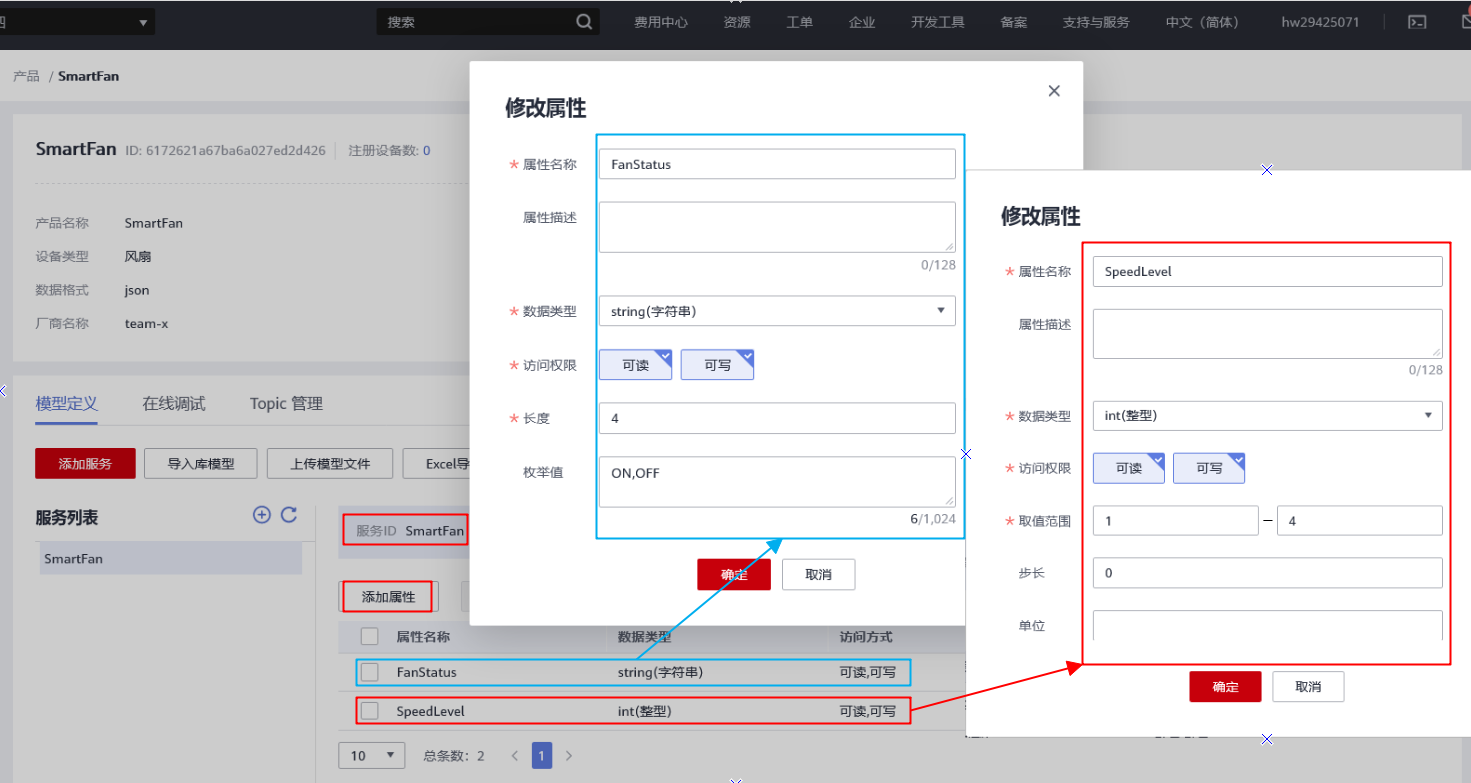 搜索 费用中心 资源 工单 企业 开发工具 备案 支持与服务 中文（简体） hw29425071
产品 / SmartFan
SmartFan ID: 6172621a67ba6a027ed2d426 注册设备数: 0
产品名称 SmartFan
设备类型 风扇
数据格式 json
厂商名称 team-x
模型定义 在线调试 Topic 管理
添加服务 导入库模型 上传模型文件 Excel导
服务列表
SmartFan
服务ID SmartFan
添加属性
属性名称 数据类型 访问方式
FanStatus string(字符串) 可读,可写
SpeedLevel int(整型) 可读,可写
10 总条数: 2 < 1 >
修改属性
* 属性名称 FanStatus
属性描述
0/128
* 数据类型 string(字符串)
* 访问权限 可读 可写
* 长度 4
枚举值 ON,OFF
6/1,024
确定 取消
修改属性
* 属性名称 SpeedLevel
属性描述
0/128
* 数据类型 int(整型)
* 访问权限 可读 可写
* 取值范围 1 – 4
步长 0
单位
确定 取消